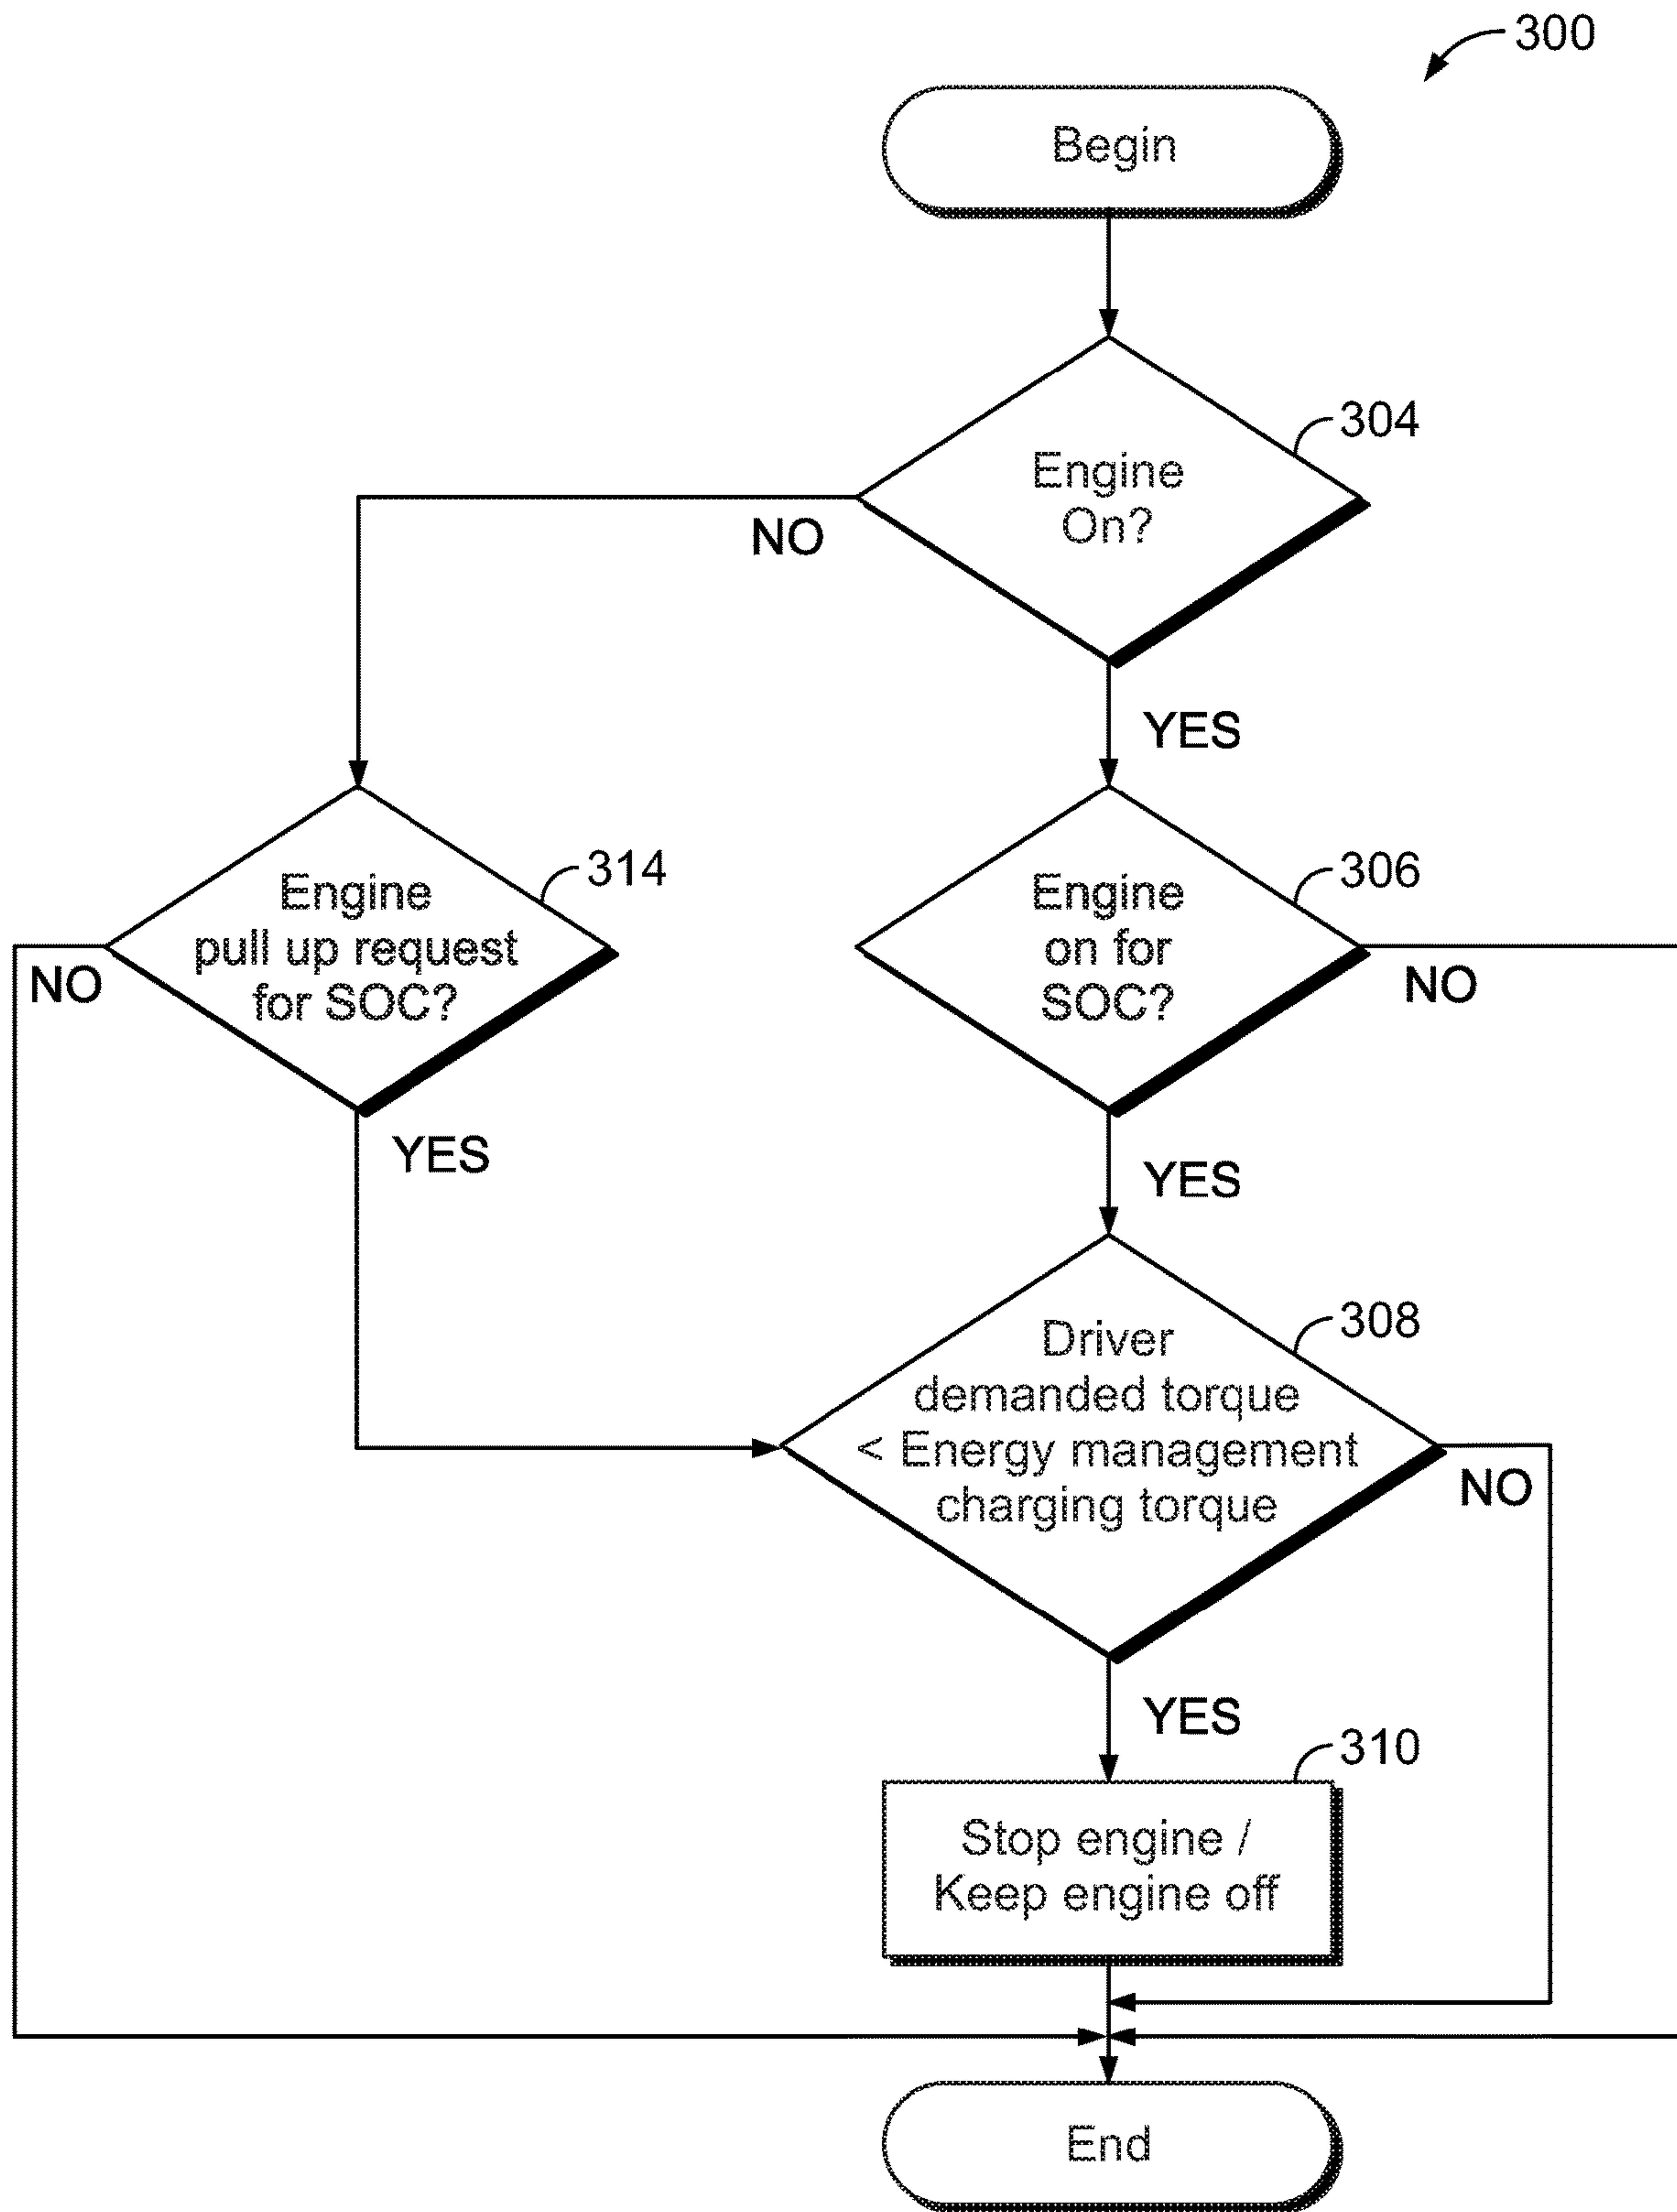 300
Begin
304
Engine
On?
NO
YES
314
Engine
pull up request
for SOC?
NO
YES
306
Engine
on for
SOC?
NO
YES
308
Driver
demanded torque
< Energy management
charging torque
NO
YES
310
Stop engine /
Keep engine off
End